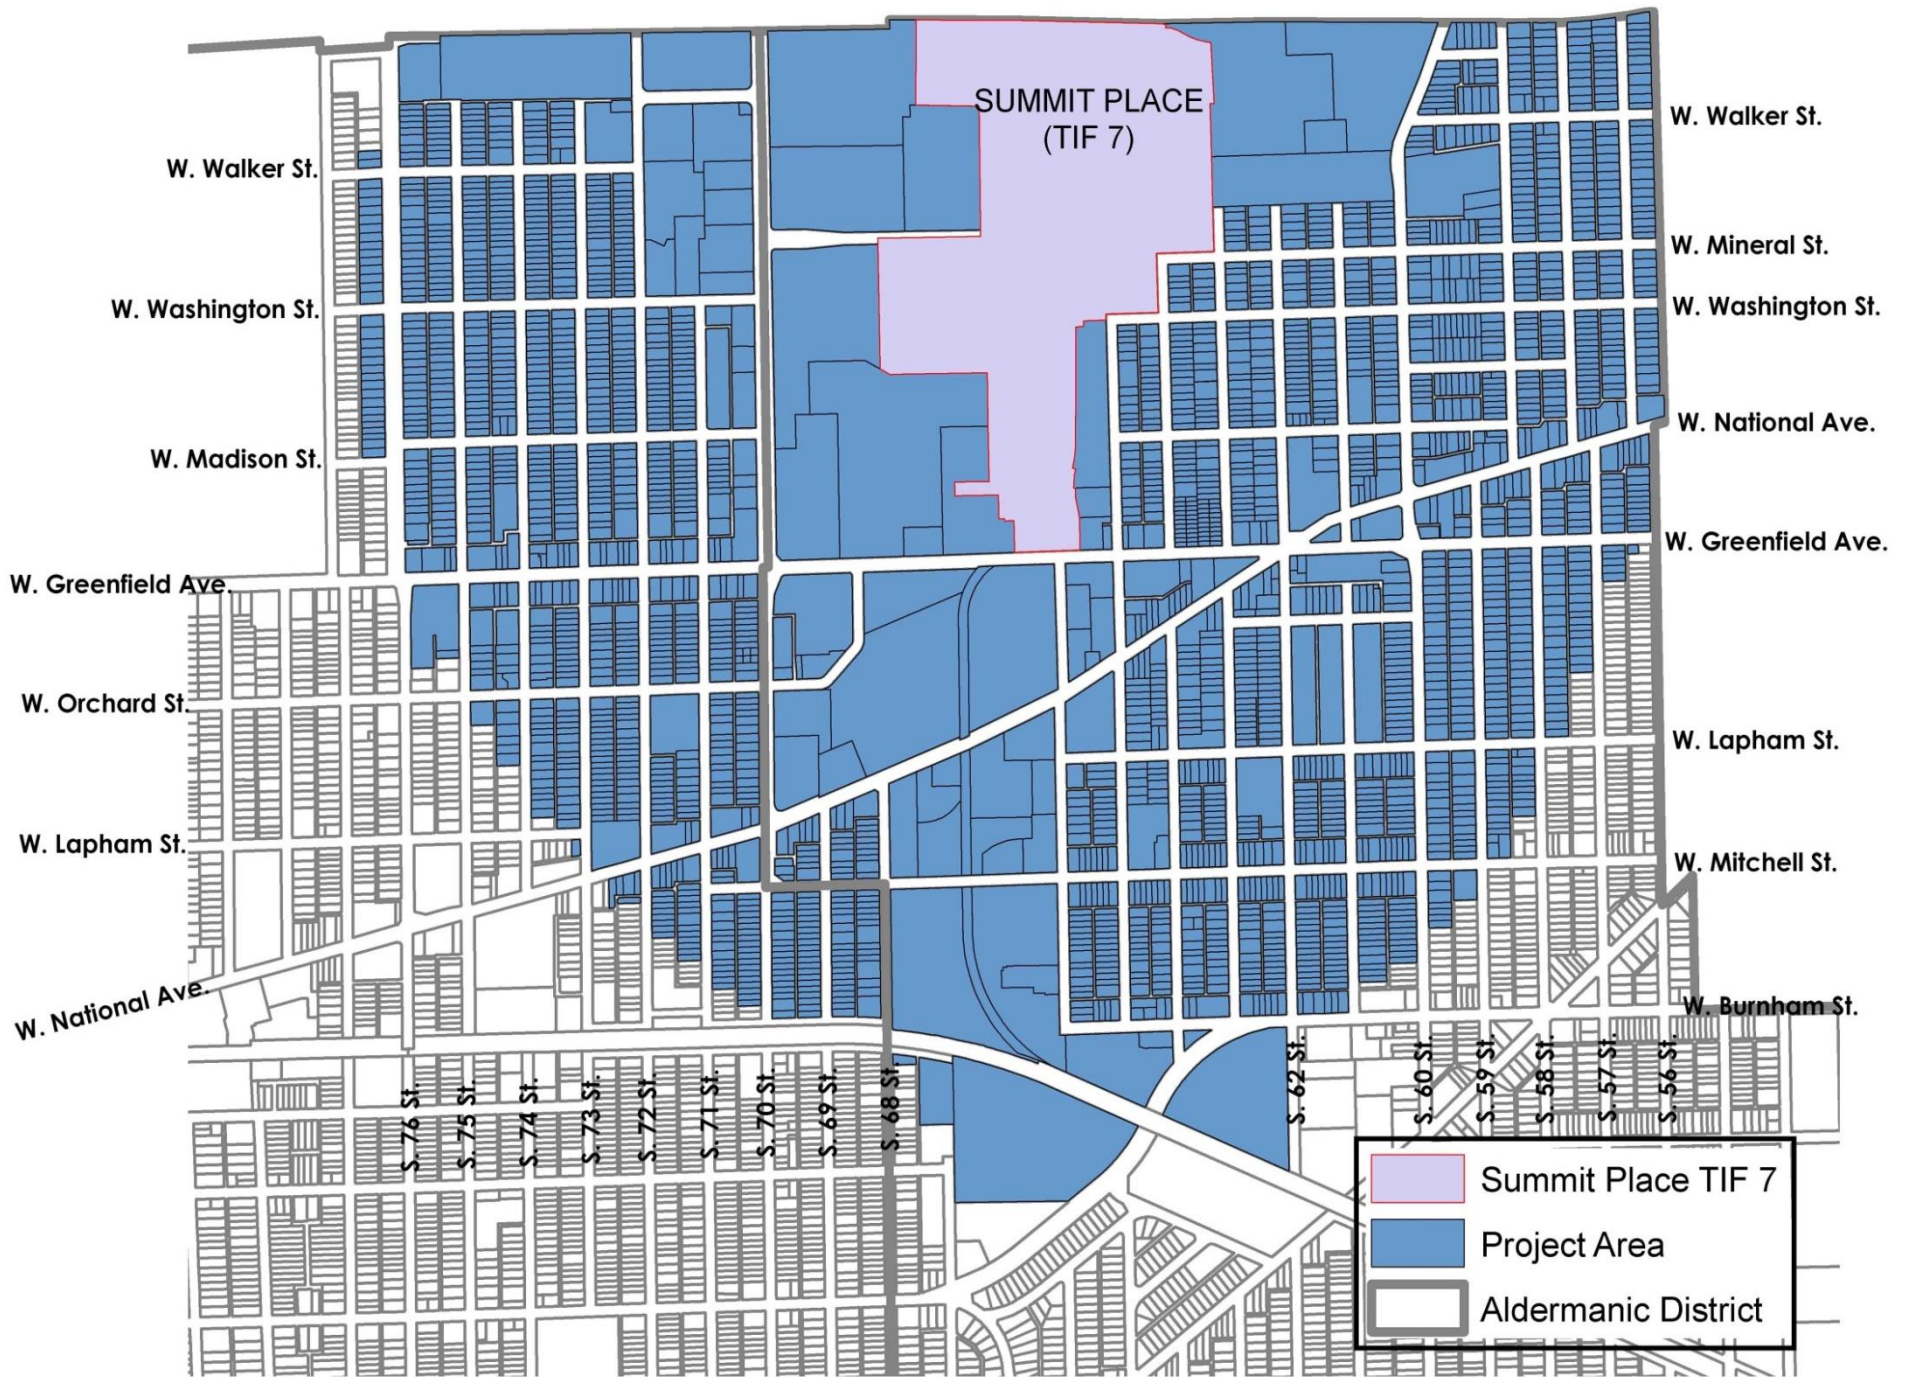 SUMMIT PLACE
(TIF 7)
W. Walker St.
W. Walker St.
W. Mineral St.
W. Washington St.
W. Washington St.
W. National Ave.
W. Madison St.
W. Greenfield Ave.
W. Greenfield Ave.
W. Orchard St.
W. Lapham St.
W. Lapham St.
W. Mitchell St.
W. National Ave.
W. Burnham St.
S. 76 St.
S. 75 St.
S. 74 St.
S. 73 St.
S. 72 St.
S. 71 St.
S. 70 St.
S. 69 St.
S. 68 St.
S. 62 St.
S. 60 St.
S. 59 St.
S. 58 St.
S. 57 St.
S. 56 St.
Summit Place TIF 7
Project Area
Aldermanic District